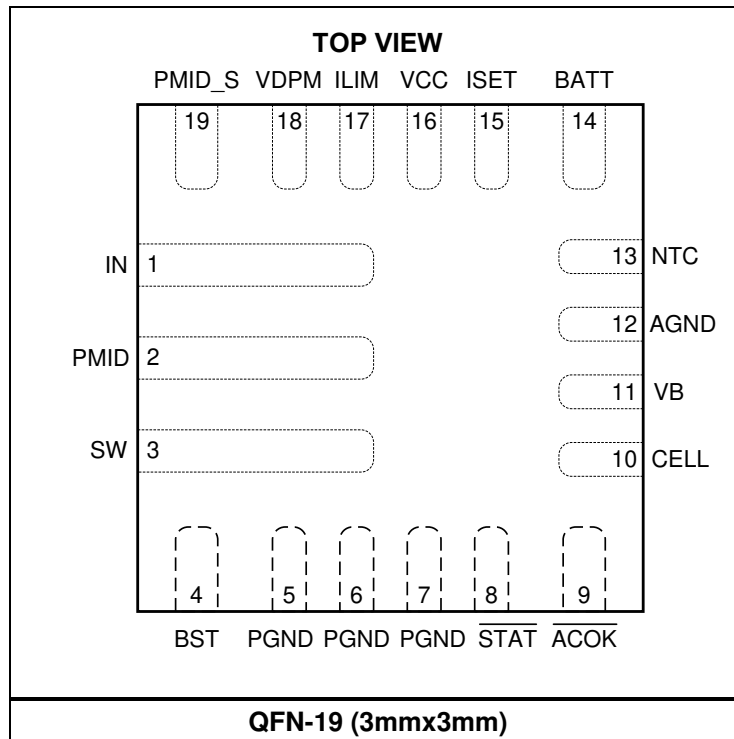 TOP VIEW
PMID_S VDPM ILIM VCC ISET BATT
19 18 17 16 15 14
IN 1 13 NTC
12 AGND
PMID 2
11 VB
SW 3 10 CELL
4 5 6 7 8 9
BST PGND PGND PGND STAT ACOK
QFN-19 (3mmx3mm)